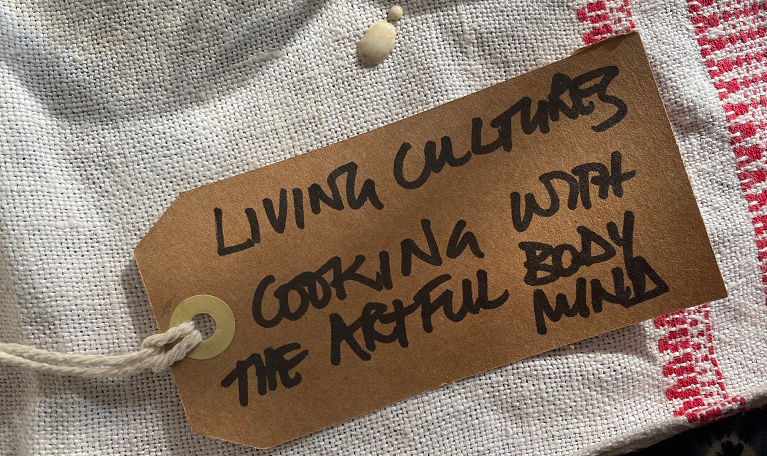 LIVING CULTURES
COOKING WITH
THE ARTFUL BODY
MIND